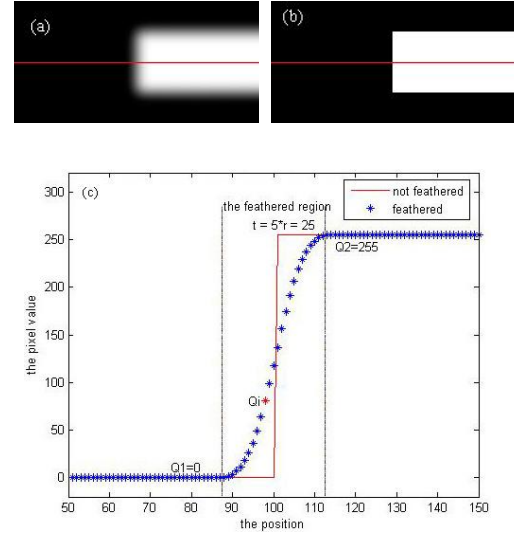 (a)
(b)
(c)
the feathered region
t = 5*r = 25
not feathered
feathered
Q2=255
Qi
Q1=0
300
250
200
150
100
50
0
the pixel value
50 60 70 80 90 100 110 120 130 140 150
the position